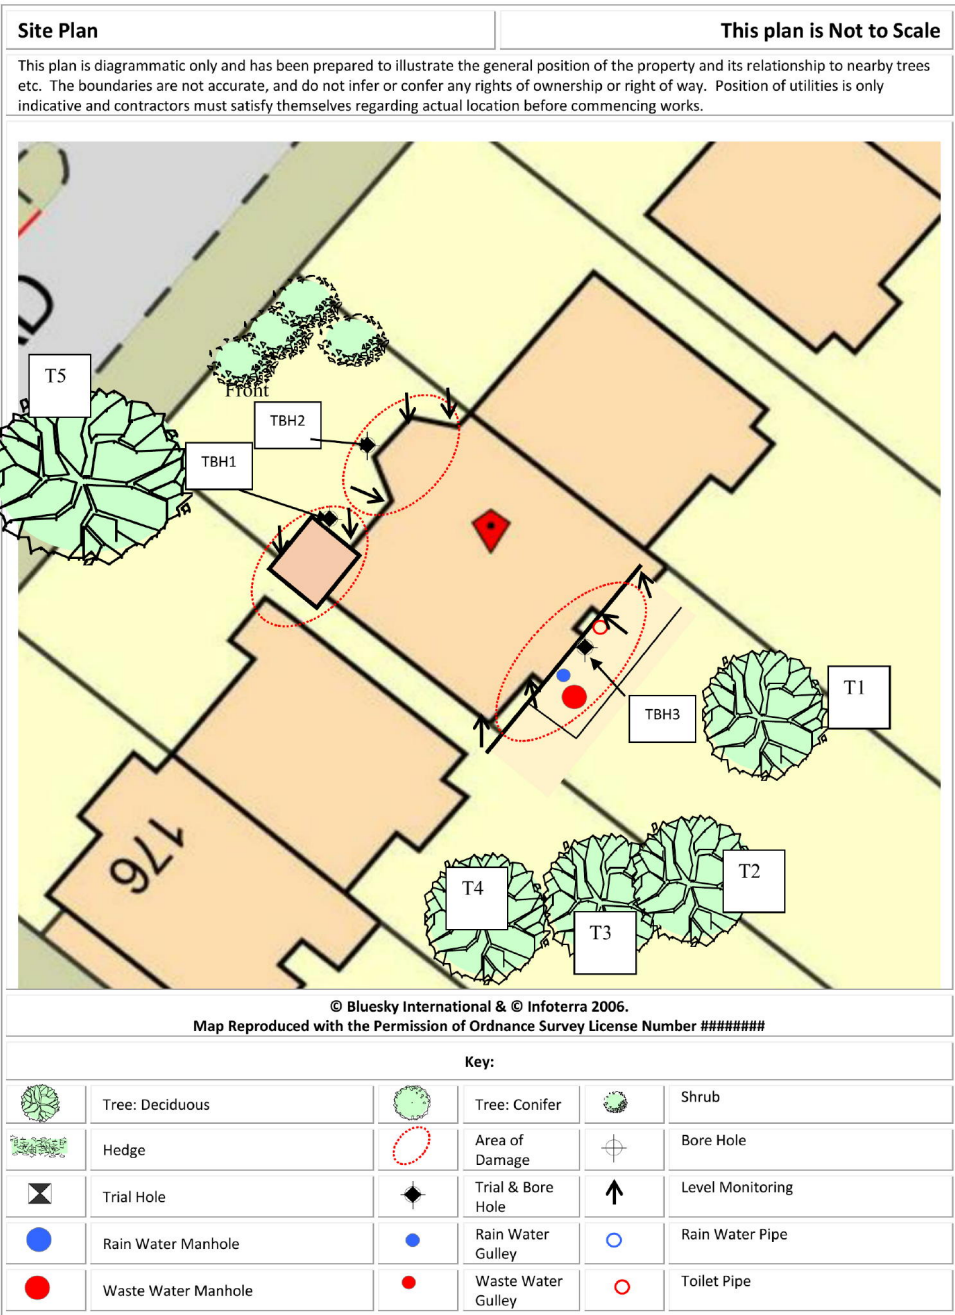 Site Plan
This plan is Not to Scale
This plan is diagrammatic only and has been prepared to illustrate the general position of the property and its relationship to nearby trees
etc.  The boundaries are not accurate, and do not infer or confer any rights of ownership or right of way.  Position of utilities is only
indicative and contractors must satisfy themselves regarding actual location before commencing works.
D
T5
Front
TBH2
TBH1
T1
TBH3
176
T2
T4
T3
© Bluesky International & © Infoterra 2006.
Map Reproduced with the Permission of Ordnance Survey License Number ########
Key:
Tree: Deciduous
Tree: Conifer
Shrub
Hedge
Area of
Damage
Bore Hole
Trial Hole
Trial & Bore
Hole
Level Monitoring
Rain Water Manhole
Rain Water
Gulley
Rain Water Pipe
Waste Water Manhole
Waste Water
Gulley
Toilet Pipe